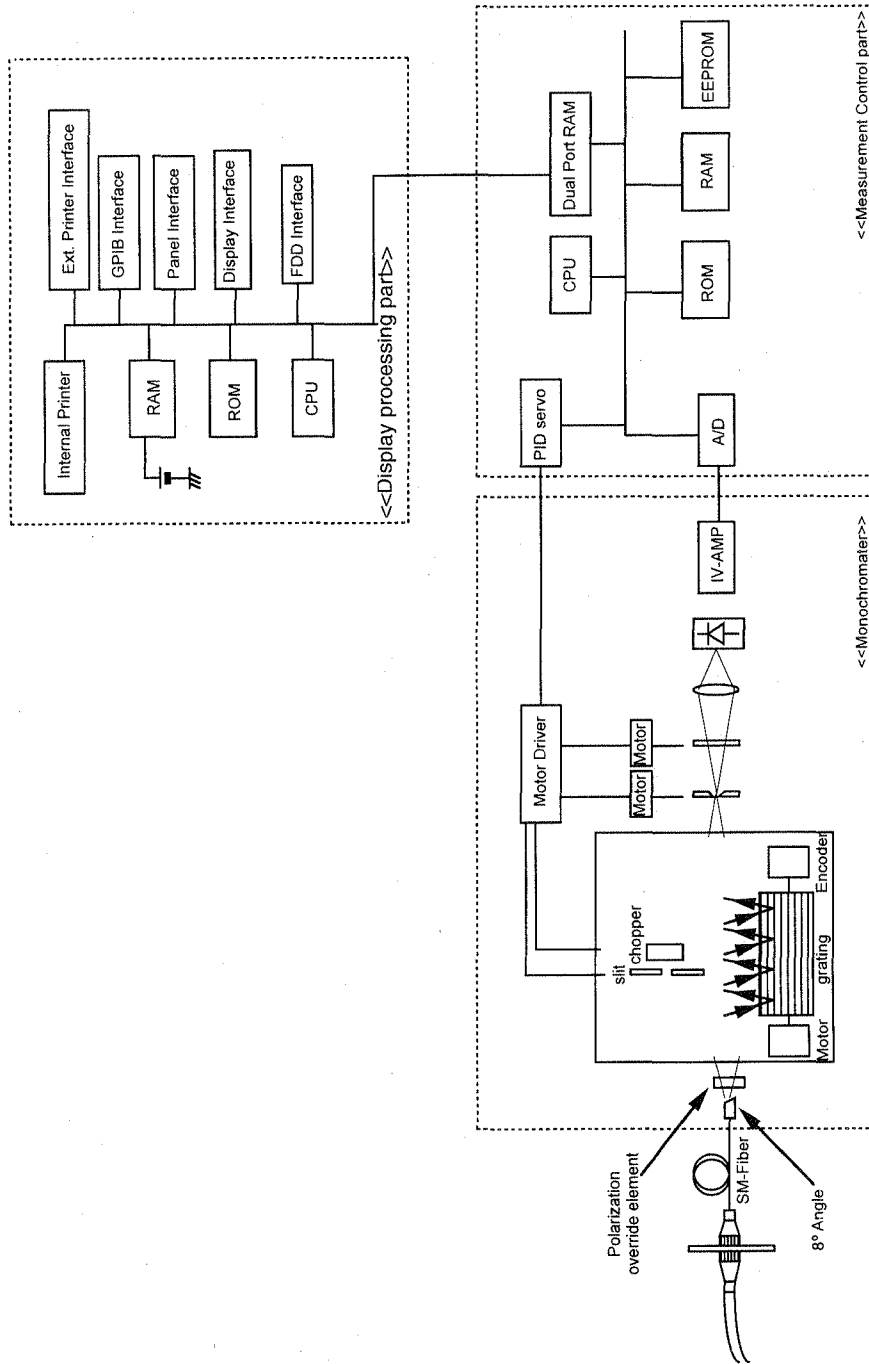 Internal Printer
RAM
ROM
CPU
Ext. Printer Interface
GPIB Interface
Panel Interface
Display Interface
FDD Interface
<<Display processing part>>
PID servo
CPU
Dual Port RAM
A/D
ROM
RAM
EEPROM
<<Measurement Control part>>
Motor Driver
Motor
Motor
IV-AMP
slit
chopper
Motor
grating
Encoder
<<Monochromater>>
Polarization
override element
SM-Fiber
8° Angle